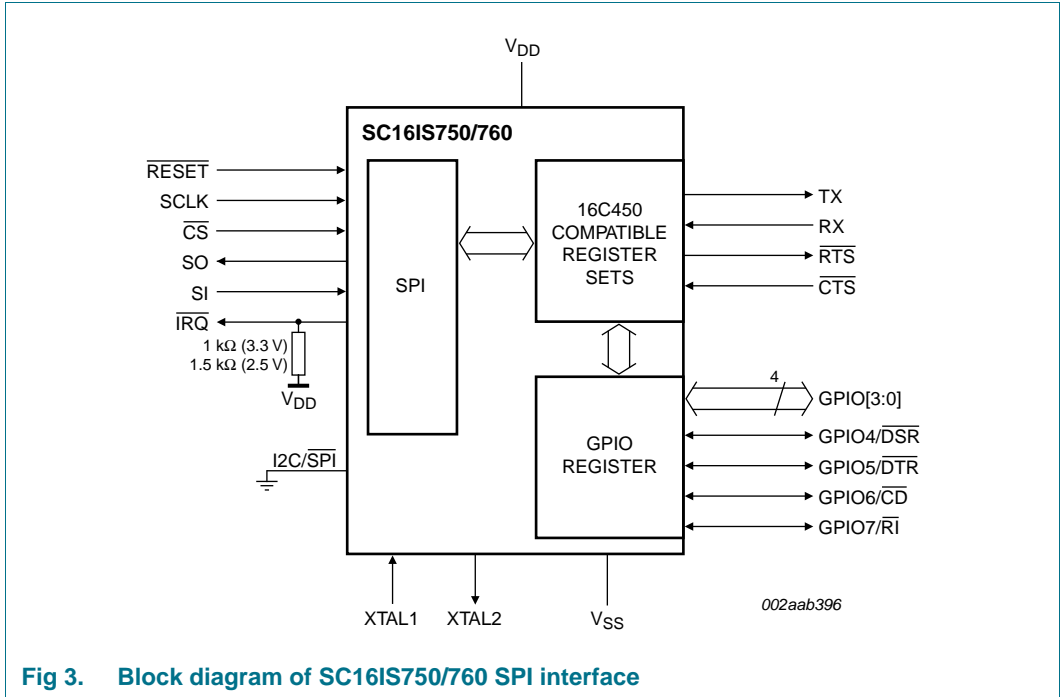 VDD
SC16IS750/760
RESET
SCLK
CS
SO
SI
IRQ
1 kΩ (3.3 V)
1.5 kΩ (2.5 V)
VDD
I2C/SPI
SPI
16C450
COMPATIBLE
REGISTER
SETS
TX
RX
RTS
CTS
4
GPIO[3:0]
GPIO
REGISTER
GPIO4/DSR
GPIO5/DTR
GPIO6/CD
GPIO7/RI
XTAL1
XTAL2
VSS
002aab396
Fig 3. Block diagram of SC16IS750/760 SPI interface